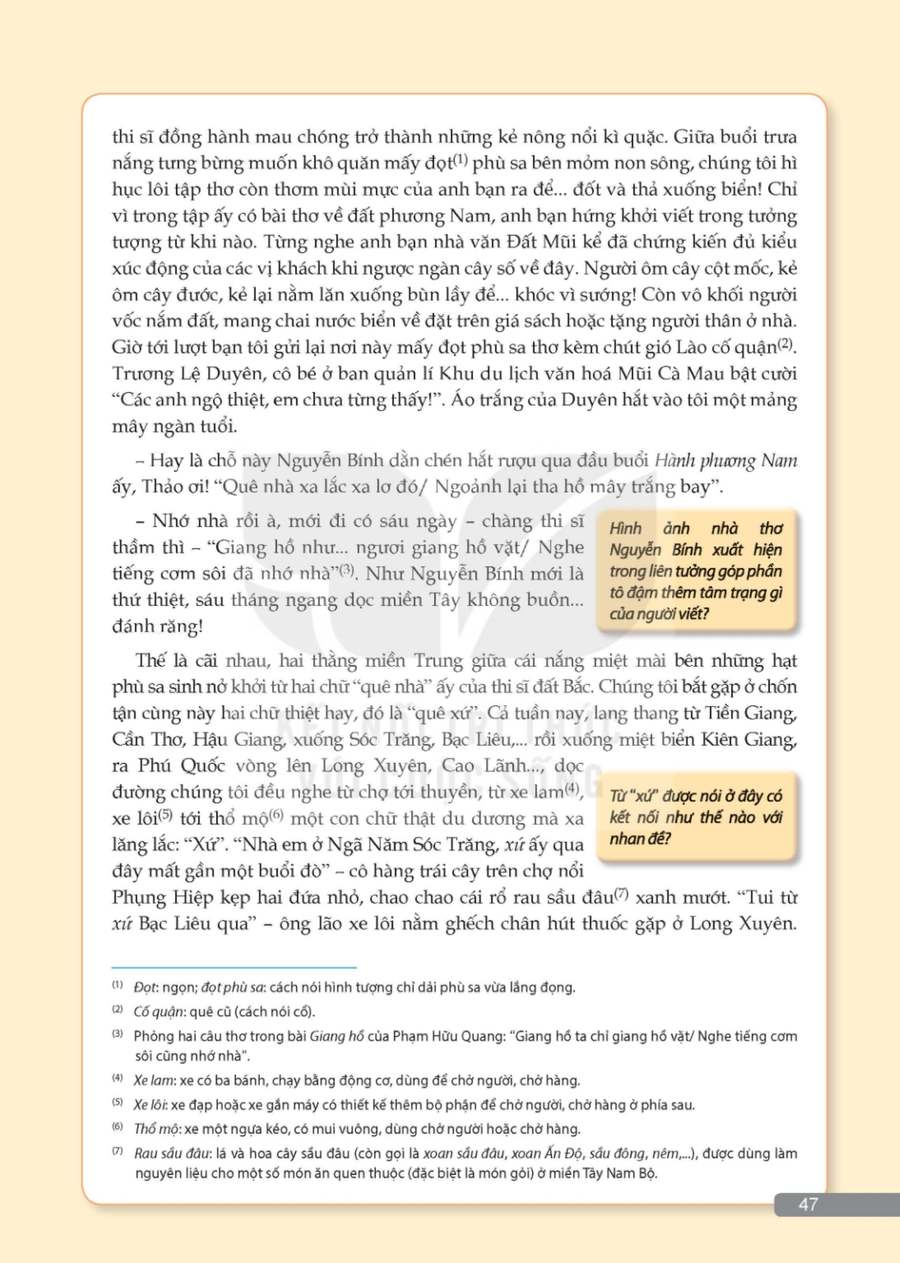 thi sĩ đồng hành mau chóng trở thành những kẻ nông nổi kì quặc. Giữa buổi trưa
nắng tưng bừng muốn khô quăn mấy đọt(1) phù sa bên mỏm non sông, chúng tôi hì
hục lôi tập thơ còn thơm mùi mực của anh bạn ra để... đốt và thả xuống biển! Chỉ
vì trong tập ấy có bài thơ về đất phương Nam, anh bạn hứng khởi viết trong tưởng
tượng từ khi nào. Từng nghe anh bạn nhà văn Đất Mũi kể đã chứng kiến đủ kiểu
xúc động của các vị khách khi ngược ngàn cây số về đây. Người ôm cây cột mốc, kẻ
ôm cây đước, kẻ lại nằm lăn xuống bùn lầy để... khóc vì sướng! Còn vô khối người
vốc nắm đất, mang chai nước biển về đặt trên giá sách hoặc tặng người thân ở nhà.
Giờ tới lượt bạn tôi gửi lại nơi này mấy đọt phù sa thơ kèm chút gió Lào cố quận(2).
Trương Lệ Duyên, cô bé ở ban quản lí Khu du lịch văn hoá Mũi Cà Mau bật cười
“Các anh ngộ thiệt, em chưa từng thấy!”. Áo trắng của Duyên hắt vào tôi một mảng
mây ngàn tuổi.
– Hay là chỗ này Nguyễn Bính dằn chén hắt rượu qua đầu buổi Hành phương Nam
ấy, Thảo ơi! “Quê nhà xa lắc xa lơ đó/ Ngoảnh lại tha hồ mây trắng bay”.
– Nhớ nhà rồi à, mới đi có sáu ngày – chàng thi sĩ
thầm thì – “Giang hồ như... ngươi giang hồ vặt/ Nghe
tiếng cơm sôi đã nhớ nhà”(3). Như Nguyễn Bính mới là
thứ thiệt, sáu tháng ngang dọc miền Tây không buồn...
đánh răng!
Hình ảnh nhà thơ
Nguyễn Bính xuất hiện
trong liên tưởng góp phần
tô đậm thêm tâm trạng gì
của người viết?
Thế là cãi nhau, hai thằng miền Trung giữa cái nắng miệt mài bên những hạt
phù sa sinh nở khởi từ hai chữ “quê nhà” ấy của thi sĩ đất Bắc. Chúng tôi bắt gặp ở chốn
tận cùng này hai chữ thiệt hay, đó là “quê xứ”. Cả tuần nay, lang thang từ Tiền Giang,
Cần Thơ, Hậu Giang, xuống Sóc Trăng, Bạc Liêu,... rồi xuống miệt biển Kiên Giang,
ra Phú Quốc vòng lên Long Xuyên, Cao Lãnh..., dọc
đường chúng tôi đều nghe từ chợ tới thuyền, từ xe lam(4),
xe lôi(5) tới thổ mộ(6) một con chữ thật du dương mà xa
lăng lắc: “Xứ”. “Nhà em ở Ngã Năm Sóc Trăng, xứ ấy qua
đây mất gần một buổi đò” – cô hàng trái cây trên chợ nổi
Phụng Hiệp kẹp hai đứa nhỏ, chao chao cái rổ rau sầu đâu(7) xanh mướt. “Tui từ
xứ Bạc Liêu qua” – ông lão xe lôi nằm ghếch chân hút thuốc gặp ở Long Xuyên.
Từ "xứ" được nói ở đây có
kết nối như thế nào với
nhan đề?
KẾT NỐI TRI THỨC
VỚI CUỘC SỐNG
(1) Đọt: ngọn; đọt phù sa: cách nói hình tượng chỉ dải phù sa vừa lắng đọng.
(2) Cố quận: quê cũ (cách nói cổ).
(3) Phỏng hai câu thơ trong bài Giang hồ của Phạm Hữu Quang: “Giang hồ ta chỉ giang hồ vặt/ Nghe tiếng cơm
sôi cũng nhớ nhà”.
(4) Xe lam: xe có ba bánh, chạy bằng động cơ, dùng để chở người, chở hàng.
(5) Xe lôi: xe đạp hoặc xe gắn máy có thiết kế thêm bộ phận để chở người, chở hàng ở phía sau.
(6) Thổ mộ: xe một ngựa kéo, có mui vuông, dùng chở người hoặc chở hàng.
(7) Rau sầu đâu: lá và hoa cây sầu đâu (còn gọi là xoan sầu đâu, xoan Ấn Độ, sầu đông, nêm,...), được dùng làm
nguyên liệu cho một số món ăn quen thuộc (đặc biệt là món gỏi) ở miền Tây Nam Bộ.
47